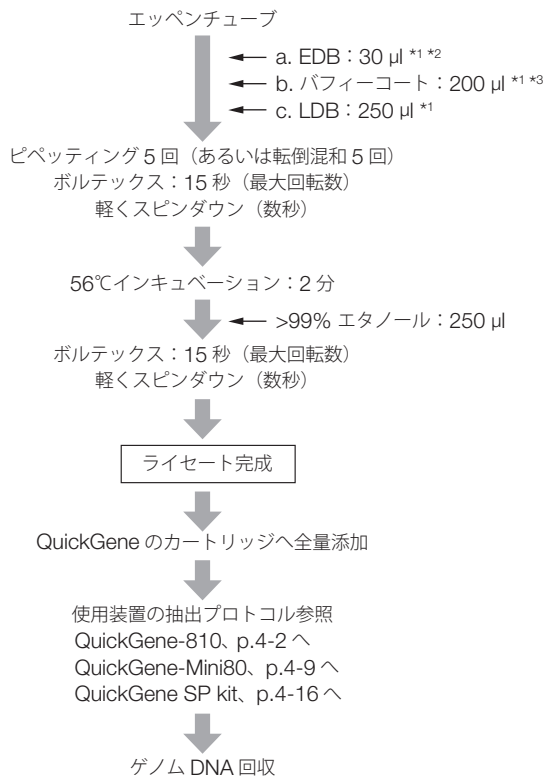 エッペンチューブ
a. EDB：30 µl *1 *2
b. バフィーコート：200 µl *1 *3
c. LDB：250 µl *1
ピペッティング 5 回（あるいは転倒混和 5 回）
ボルテックス：15 秒（最大回転数）
軽くスピンダウン（数秒）
56℃インキュベーション：2 分
>99% エタノール：250 µl
ボルテックス：15 秒（最大回転数）
軽くスピンダウン（数秒）
ライセート完成
QuickGene のカートリッジへ全量添加
使用装置の抽出プロトコル参照
QuickGene-810、p.4-2 へ
QuickGene-Mini80、p.4-9 へ
QuickGene SP kit、p.4-16 へ
ゲノム DNA 回収